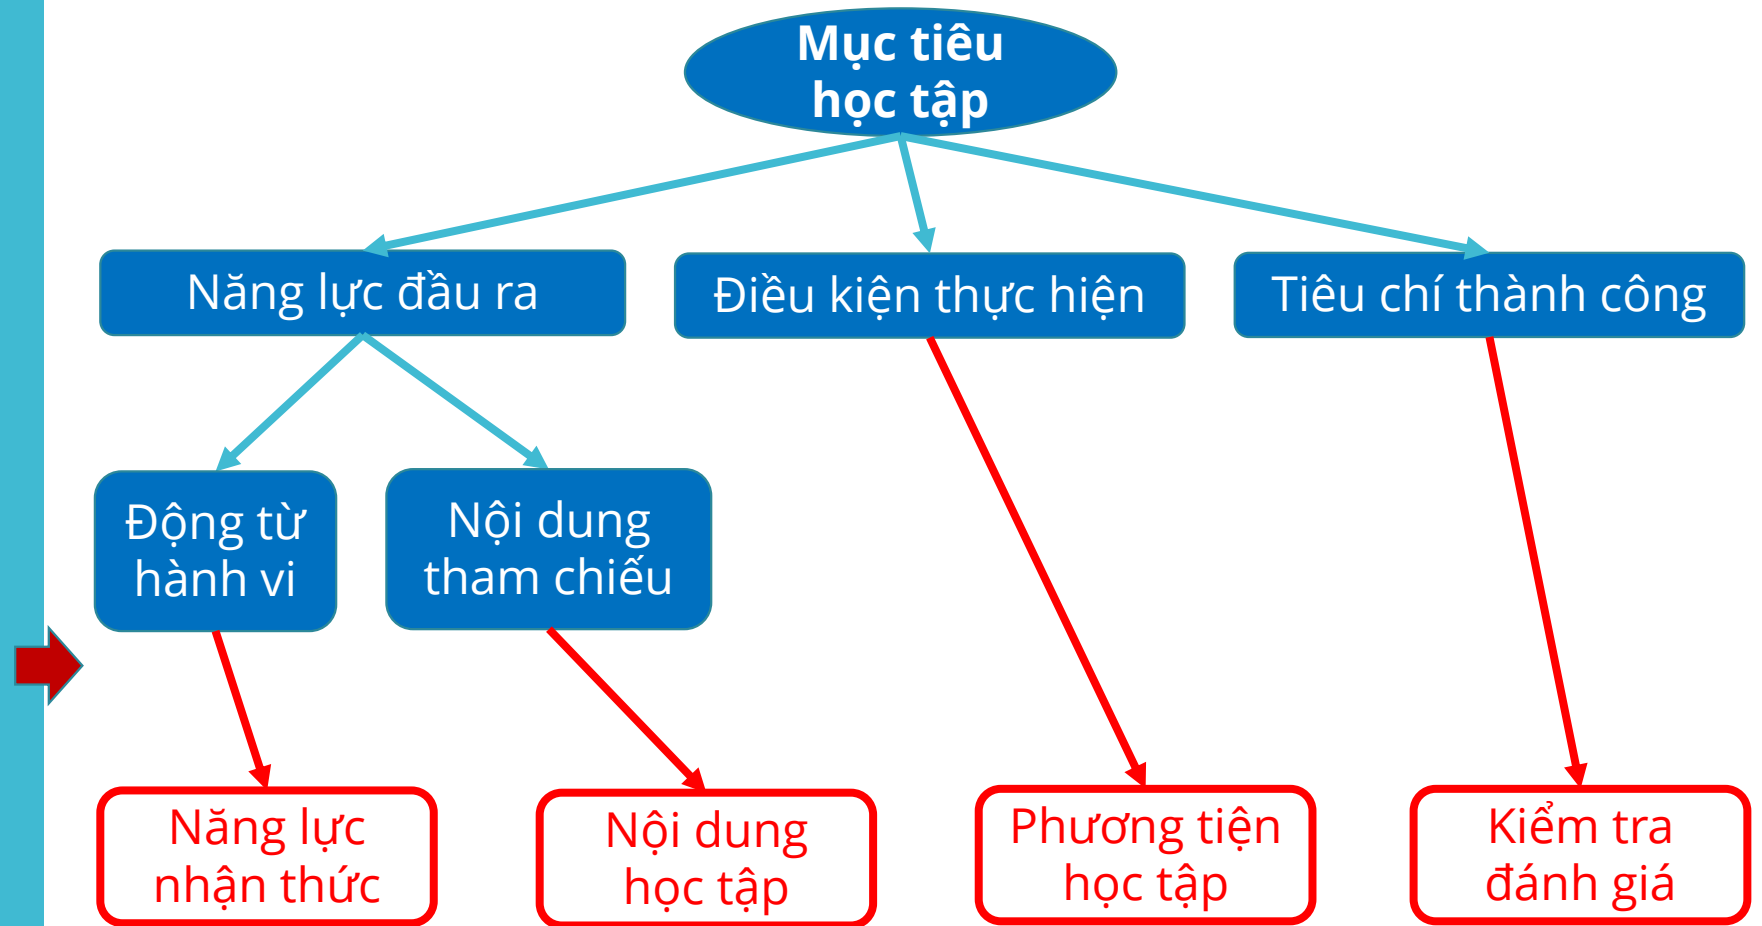 Mục tiêu
học tập
Năng lực đầu ra
Điều kiện thực hiện
Tiêu chí thành công
Động từ
hành vi
Nội dung
tham chiếu
Năng lực
nhận thức
Nội dung
học tập
Phương tiện
học tập
Kiểm tra
đánh giá